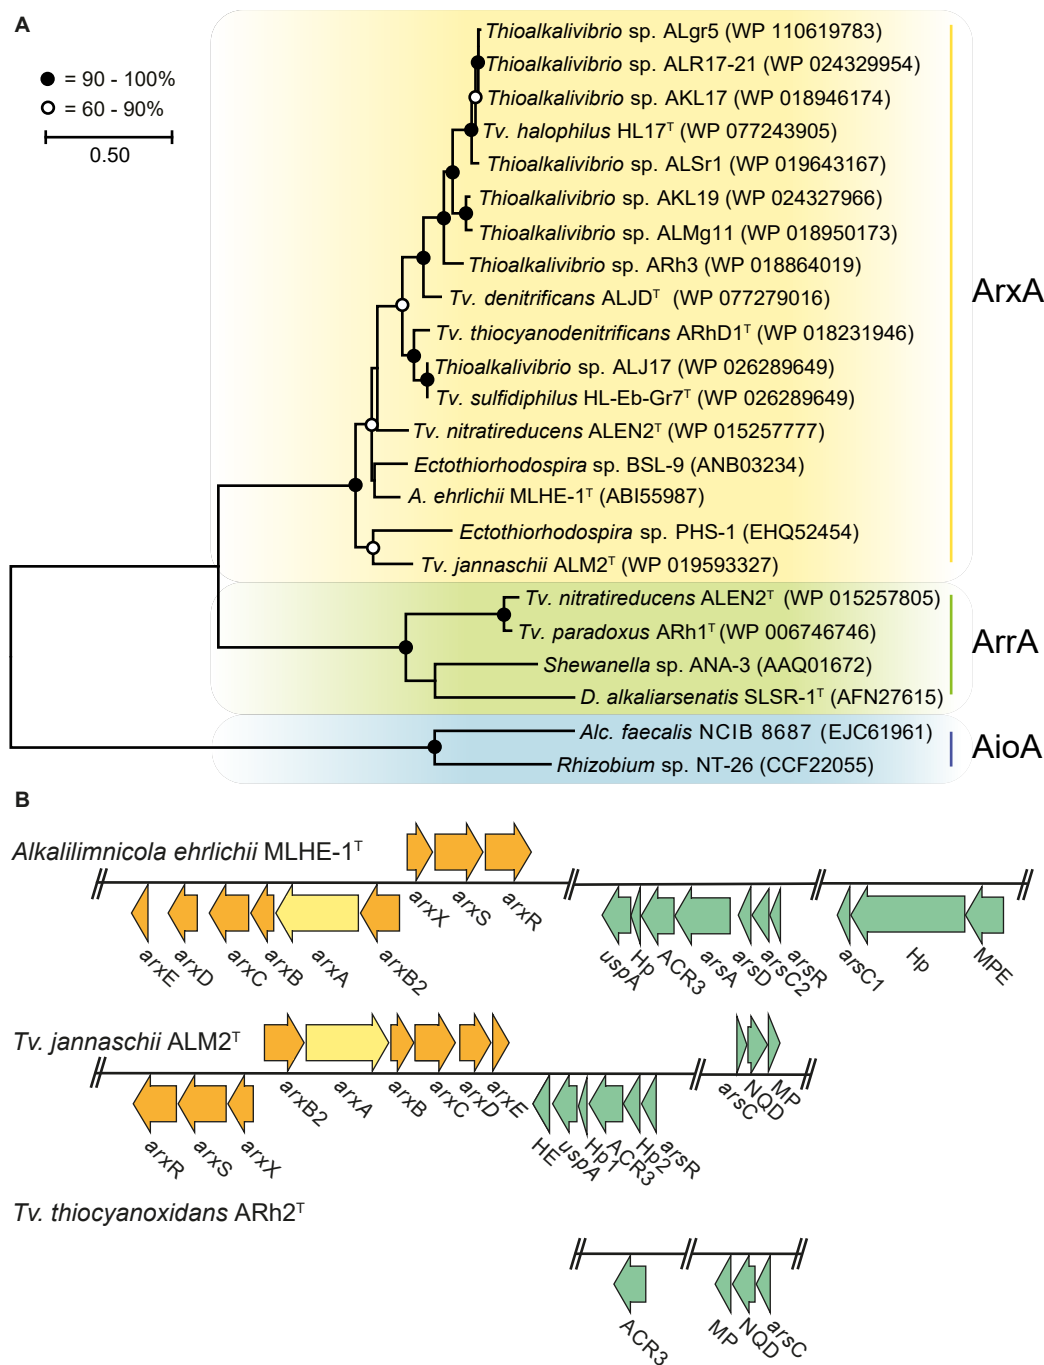 A
= 90 - 100%
= 60 - 90%
0.50
Thioalkalivibrio sp. ALgr5 (WP 110619783)
Thioalkalivibrio sp. ALR17-21 (WP 024329954)
Thioalkalivibrio sp. AKL17 (WP 018946174)
Tv. halophilus HL17ᵀ (WP 077243905)
Thioalkalivibrio sp. ALSr1 (WP 019643167)
Thioalkalivibrio sp. AKL19 (WP 024327966)
Thioalkalivibrio sp. ALMg11 (WP 018950173)
Thioalkalivibrio sp. ARh3 (WP 018864019)
Tv. denitrificans ALJDᵀ (WP 077279016)
Tv. thiocyanodenitrificans ARhD1ᵀ (WP 018231946)
Thioalkalivibrio sp. ALJ17 (WP 026289649)
Tv. sulfidiphilus HL-Eb-Gr7ᵀ (WP 026289649)
Tv. nitratireducens ALEN2ᵀ (WP 015257777)
Ectothiorhodospira sp. BSL-9 (ANB03234)
A. ehrlichii MLHE-1ᵀ (ABI55987)
Ectothiorhodospira sp. PHS-1 (EHQ52454)
Tv. jannaschii ALM2ᵀ (WP 019593327)
ArxA
Tv. nitratireducens ALEN2ᵀ (WP 015257805)
Tv. paradoxus ARh1ᵀ (WP 006746746)
Shewanella sp. ANA-3 (AAQ01672)
D. alkaliarsenatis SLSR-1ᵀ (AFN27615)
ArrA
Alc. faecalis NCIB 8687 (EJC61961)
Rhizobium sp. NT-26 (CCF22055)
AioA
B
Alkalilimnicola ehrlichii MLHE-1ᵀ
arxX arxS arxR
arxE arxD arxC arxB arxA arxB2
uspA Hp ACR3 arsA arsD arsC2 arsR
arsC1 Hp MPE
Tv. jannaschii ALM2ᵀ
arxB2 arxA arxB arxC arxD arxE
arsC NQD MP
arxR arxS arxX
HE uspA Hp1 ACR3 Hp2 arsR
Tv. thiocyanoxidans ARh2ᵀ
ACR3
MP NQD arsC